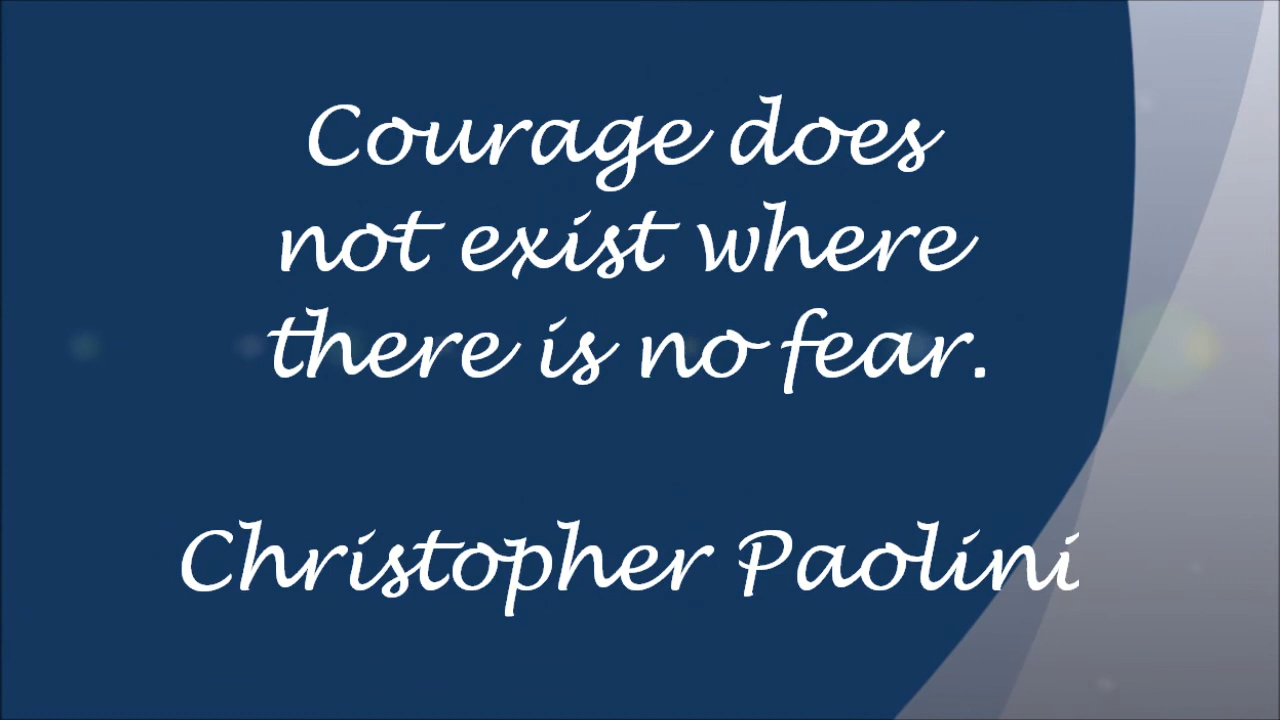 Courage does
not exist where
there is no fear.
Christopher Paolini